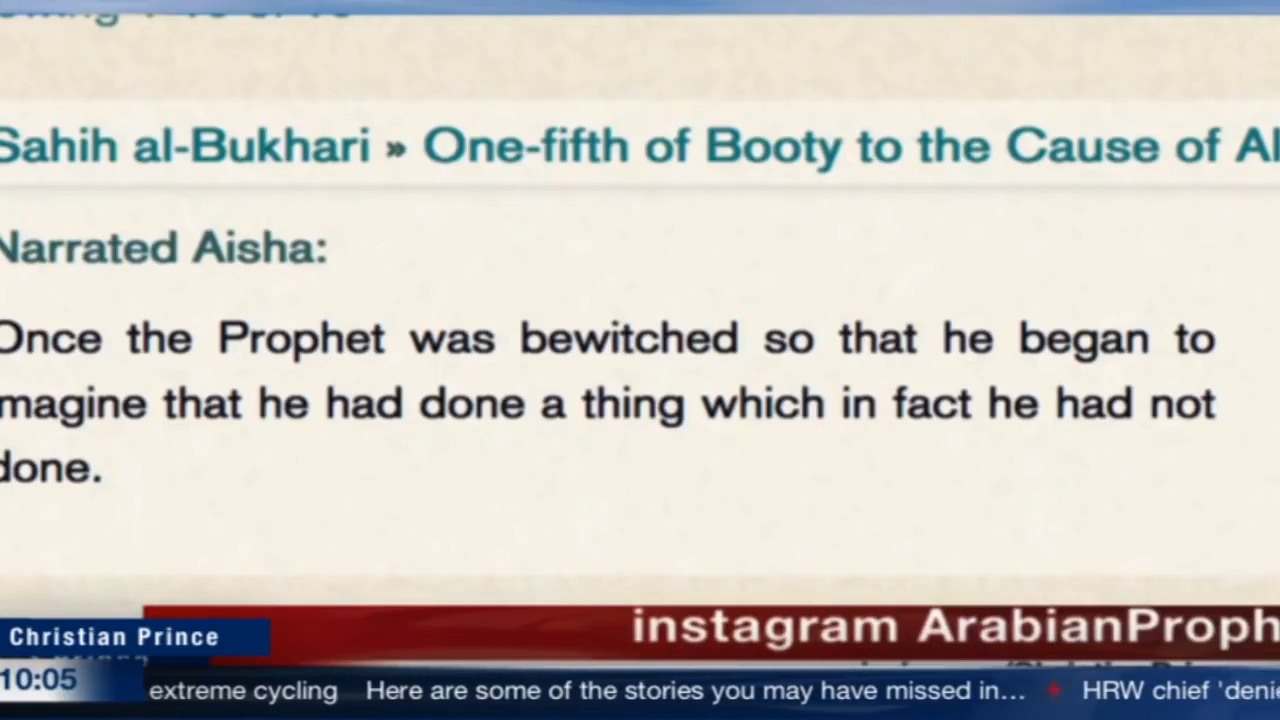 Sahih al-Bukhari » One-fifth of Booty to the Cause of Al
Narrated Aisha:
Once the Prophet was bewitched so that he began to
magine that he had done a thing which in fact he had not
done.
instagram ArabianProph
Christian Prince
10:05
extreme cycling Here are some of the stories you may have missed in... HRW chief 'denie